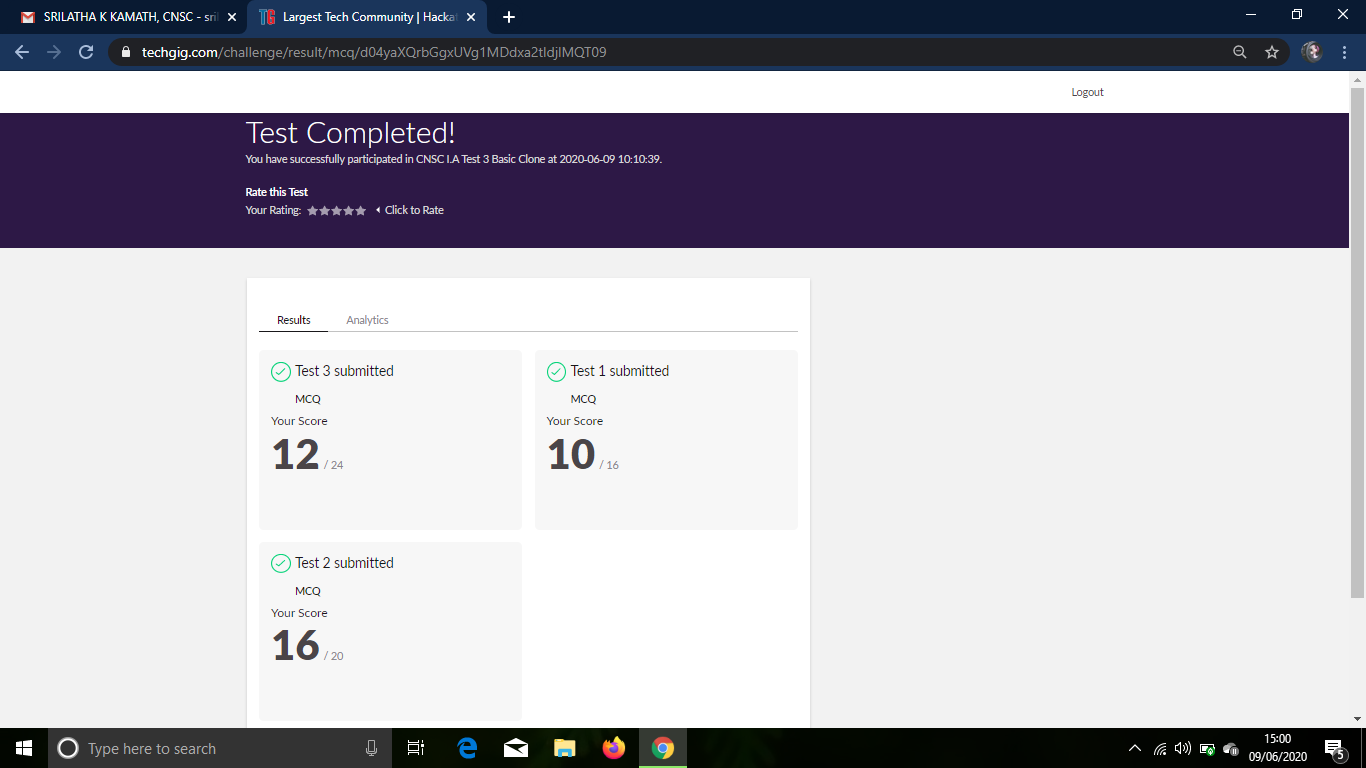 SRILATHA K KAMATH, CNSC - sril
Largest Tech Community | Hackat
techgig.com/challenge/result/mcq/d04yaXQrbGgxUVg1MDdxa2tldjlMQT09
Logout
Test Completed!
You have successfully participated in CNSC I.A Test 3 Basic Clone at 2020-06-09 10:10:39.
Rate this Test
Your Rating: Click to Rate
Results Analytics
Test 3 submitted
MCQ
Your Score
12 / 24
Test 1 submitted
MCQ
Your Score
10 / 16
Test 2 submitted
MCQ
Your Score
16 / 20
Type here to search
15:00
09/06/2020
5